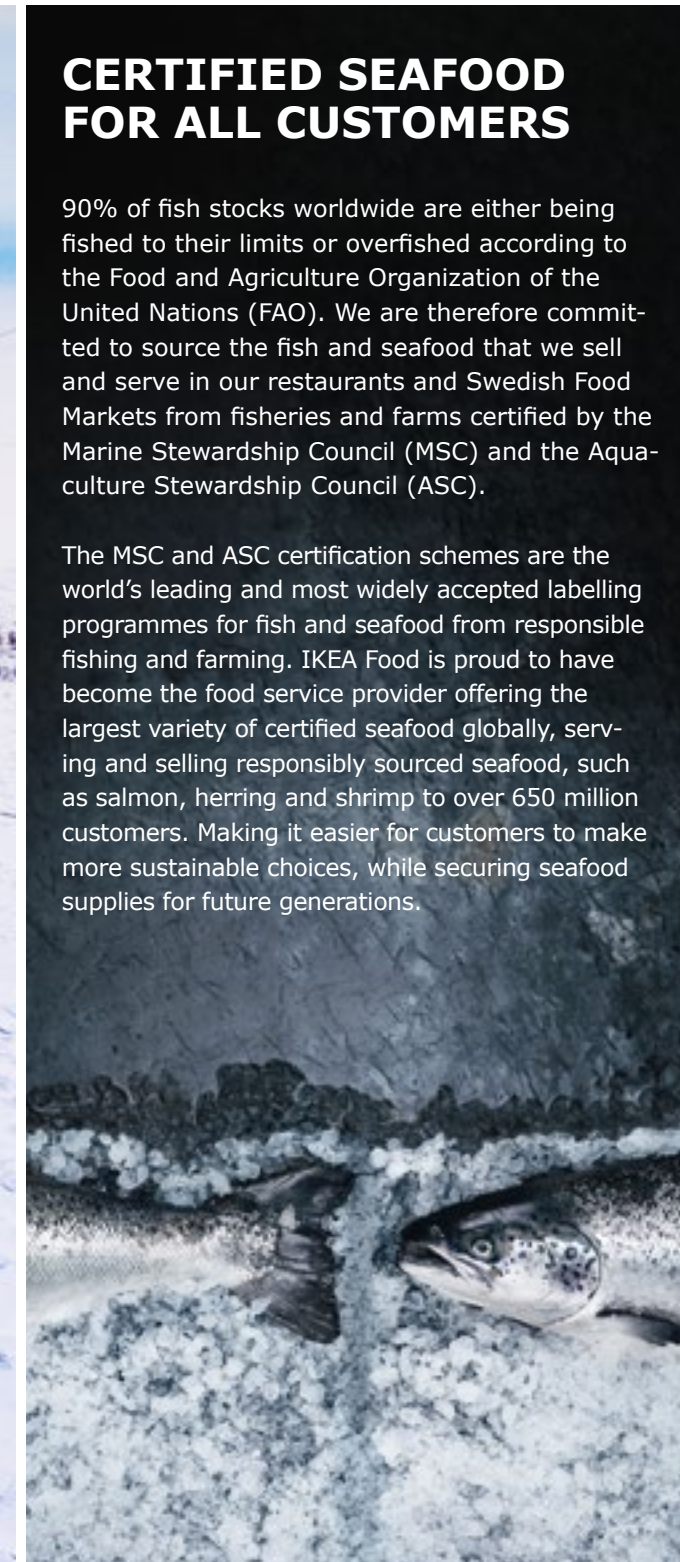 CERTIFIED SEAFOOD
FOR ALL CUSTOMERS
90% of fish stocks worldwide are either being
fished to their limits or overfished according to
the Food and Agriculture Organization of the
United Nations (FAO). We are therefore commit-
ted to source the fish and seafood that we sell
and serve in our restaurants and Swedish Food
Markets from fisheries and farms certified by the
Marine Stewardship Council (MSC) and the Aqua-
culture Stewardship Council (ASC).
The MSC and ASC certification schemes are the
world’s leading and most widely accepted labelling
programmes for fish and seafood from responsible
fishing and farming. IKEA Food is proud to have
become the food service provider offering the
largest variety of certified seafood globally, serv-
ing and selling responsibly sourced seafood, such
as salmon, herring and shrimp to over 650 million
customers. Making it easier for customers to make
more sustainable choices, while securing seafood
supplies for future generations.